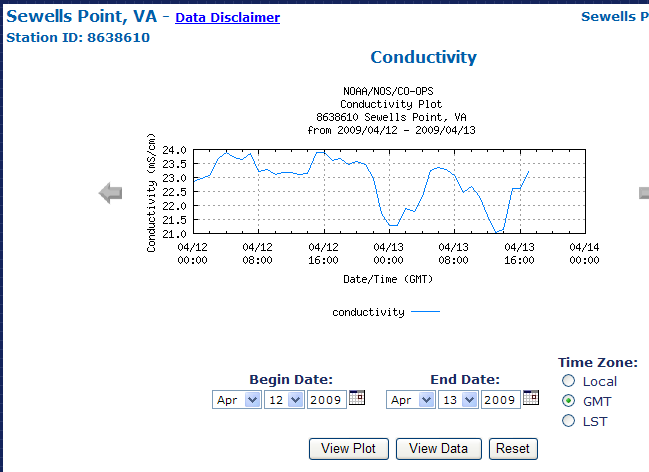 Sewells Point, VA - Data Disclaimer
Sewells P
Station ID: 8638610
Conductivity
NOAA/NOS/CO-OPS
Conductivity Plot
8638610 Sewells Point, VA
from 2009/04/12 - 2009/04/13
Conductivity (mS/cm)
24.0
23.5
23.0
22.5
22.0
21.5
21.0
04/12 04/12 04/12 04/13 04/13 04/13 04/14
00:00 08:00 16:00 00:00 08:00 16:00 00:00
Date/Time (GMT)
conductivity
Begin Date: End Date:
Apr 12 2009 Apr 13 2009
Time Zone:
Local
GMT
LST
View Plot View Data Reset